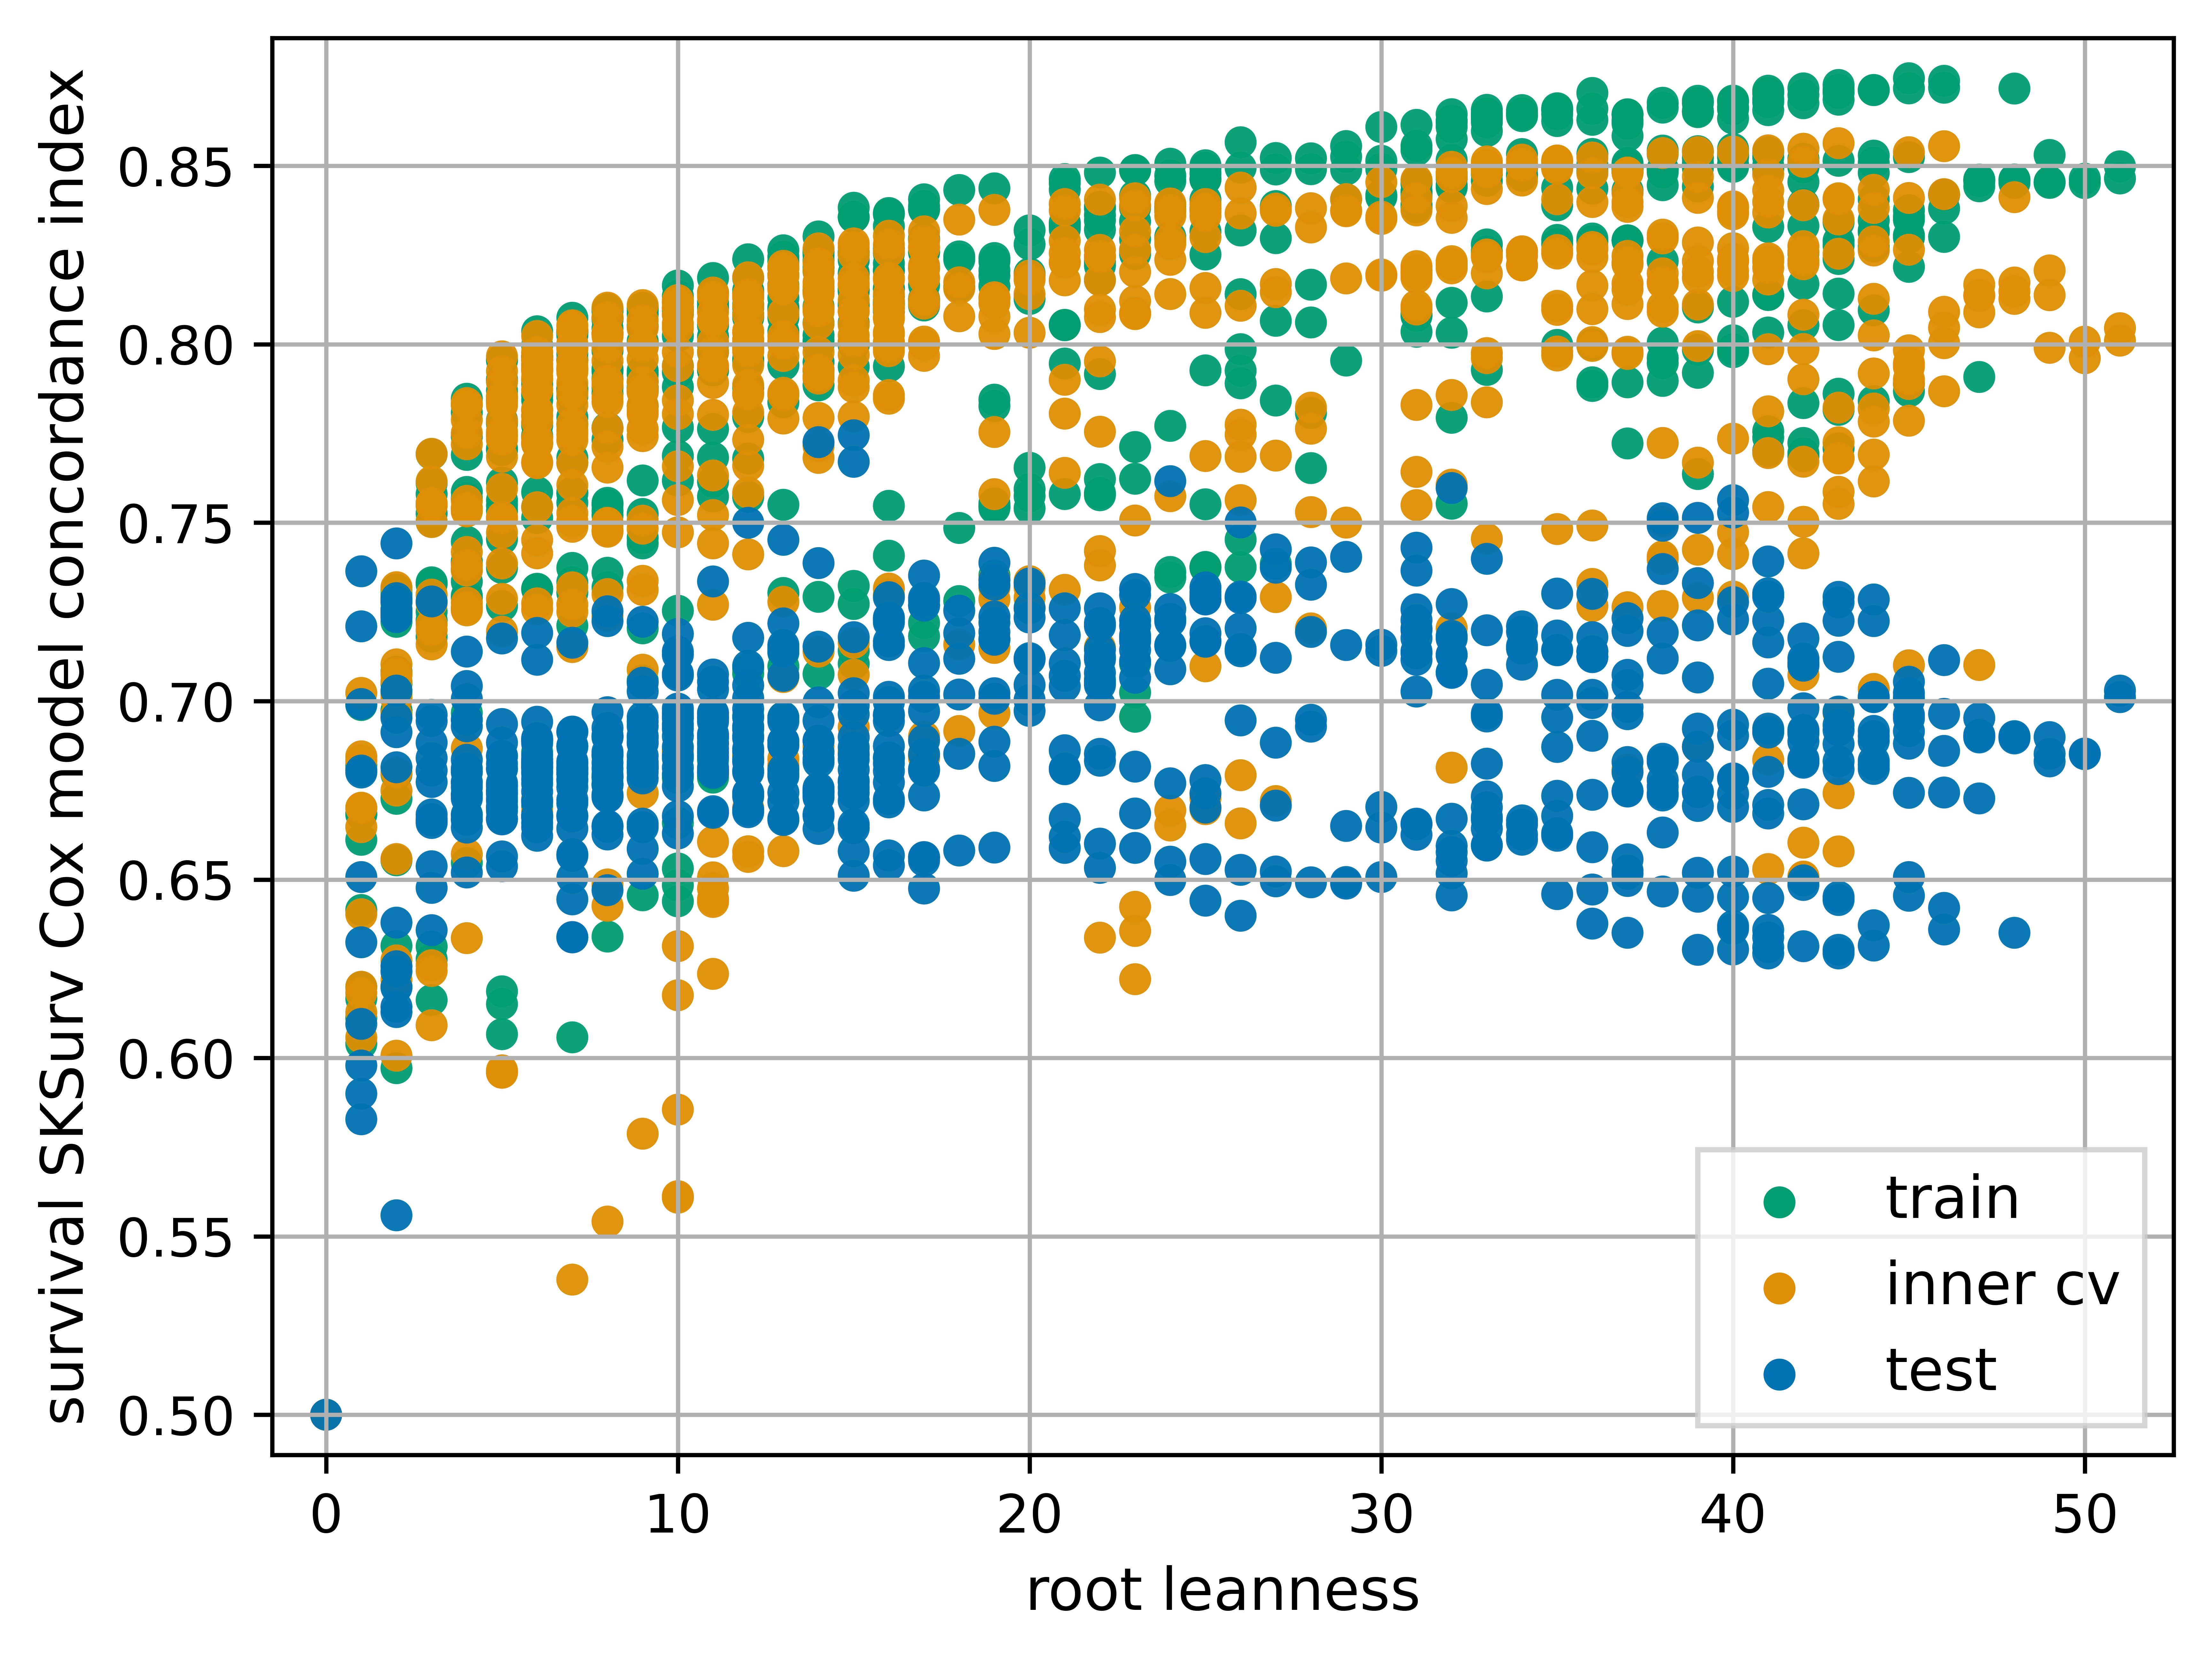 survival SKSurv Cox model concordance index
0.85
0.80
0.75
0.70
0.65
0.60
0.55
0.50
train
inner cv
test
0 10 20 30 40 50
root leanness